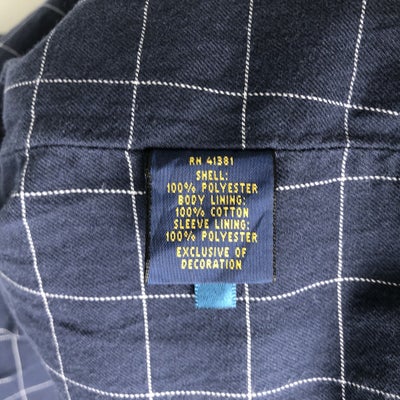 RN 41381
SHELL:
100% POLYESTER
BODY LINING:
100% COTTON
SLEEVE LINING:
100% POLYESTER
EXCLUSIVE OF
DECORATION